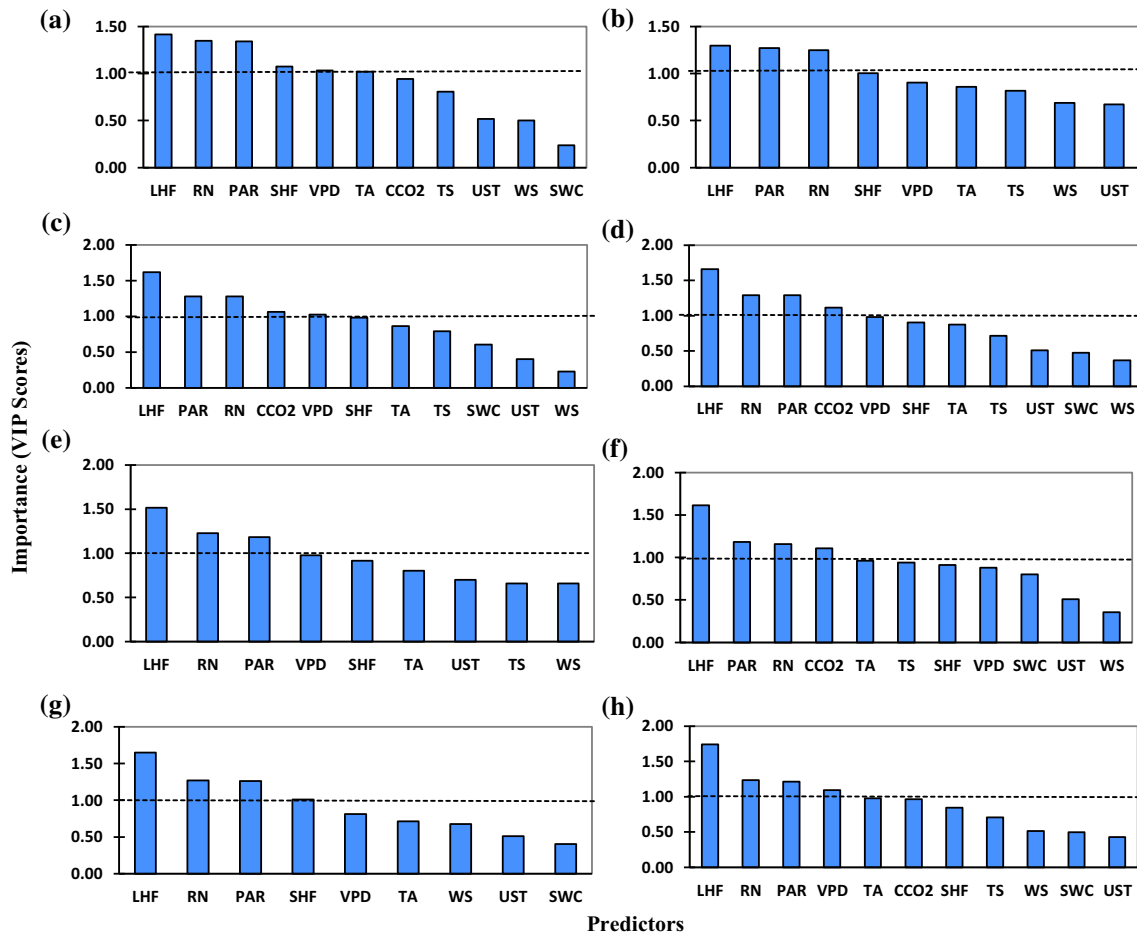 (a)
1.50
1.00
0.50
0.00
LHF RN PAR SHF VPD TA CCO2 TS UST WS SWC
(b)
1.50
1.00
0.50
0.00
LHF PAR RN SHF VPD TA TS WS UST
(c)
2.00
1.50
1.00
0.50
0.00
LHF PAR RN CCO2 VPD SHF TA TS SWC UST WS
(d)
2.00
1.50
1.00
0.50
0.00
LHF RN PAR CCO2 VPD SHF TA TS UST SWC WS
Importance (VIP Scores)
(e)
2.00
1.50
1.00
0.50
0.00
LHF RN PAR VPD SHF TA UST TS WS
(f)
2.00
1.50
1.00
0.50
0.00
LHF PAR RN CCO2 TA TS SHF VPD SWC UST WS
(g)
2.00
1.50
1.00
0.50
0.00
LHF RN PAR SHF VPD TA WS UST SWC
(h)
2.00
1.50
1.00
0.50
0.00
LHF RN PAR VPD TA CCO2 SHF TS WS SWC UST
Predictors